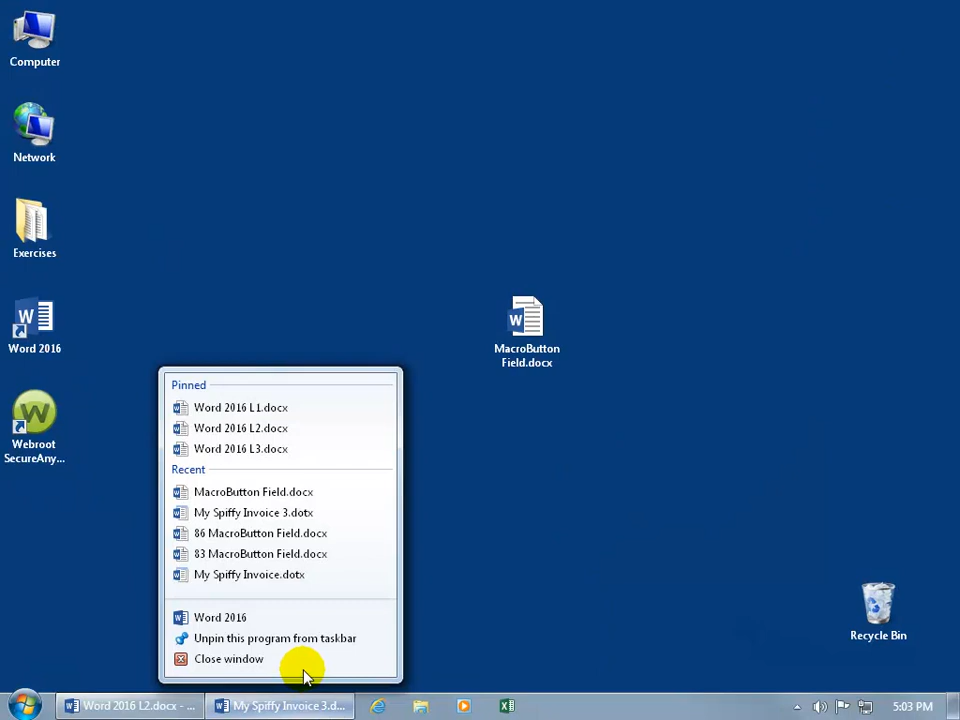 Computer
Network
Exercises
Word 2016
Webroot
SecureAny...
MacroButton
Field.docx
Pinned
Word 2016 L1.docx
Word 2016 L2.docx
Word 2016 L3.docx
Recent
MacroButton Field.docx
My Spiffy Invoice 3.dotx
86 MacroButton Field.docx
83 MacroButton Field.docx
My Spiffy Invoice.dotx
Word 2016
Unpin this program from taskbar
Close window
Recycle Bin
Word 2016 L2.docx - ...
My Spiffy Invoice 3.d...
5:03 PM